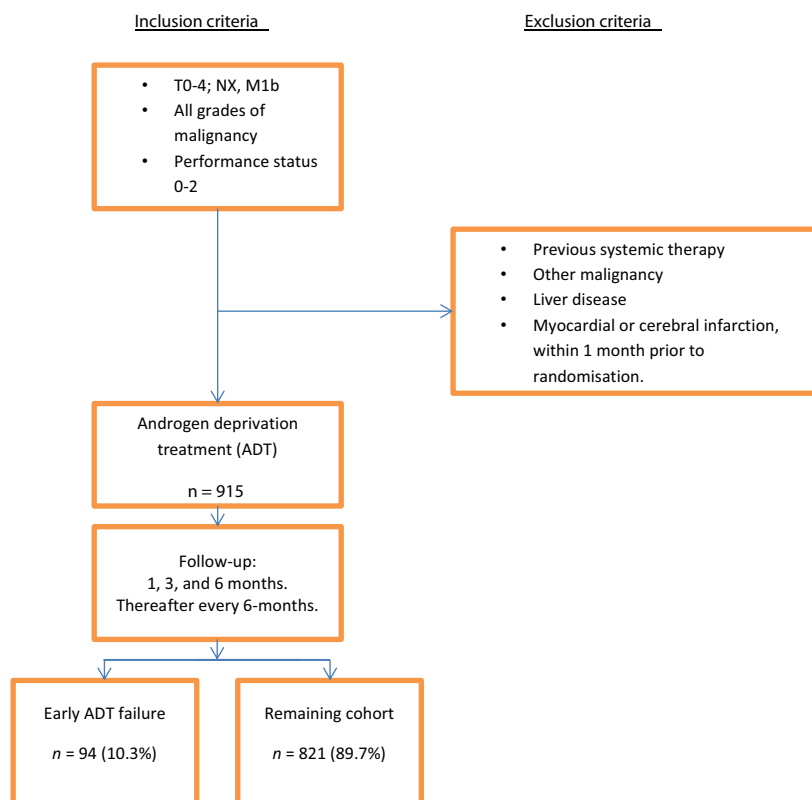 Inclusion criteria
Exclusion criteria
• T0-4; NX, M1b
• All grades of
malignancy
• Performance status
0-2
• Previous systemic therapy
• Other malignancy
• Liver disease
• Myocardial or cerebral infarction,
within 1 month prior to
randomisation.
Androgen deprivation
treatment (ADT)
n = 915
Follow-up:
1, 3, and 6 months.
Thereafter every 6-months.
Early ADT failure
n = 94 (10.3%)
Remaining cohort
n = 821 (89.7%)